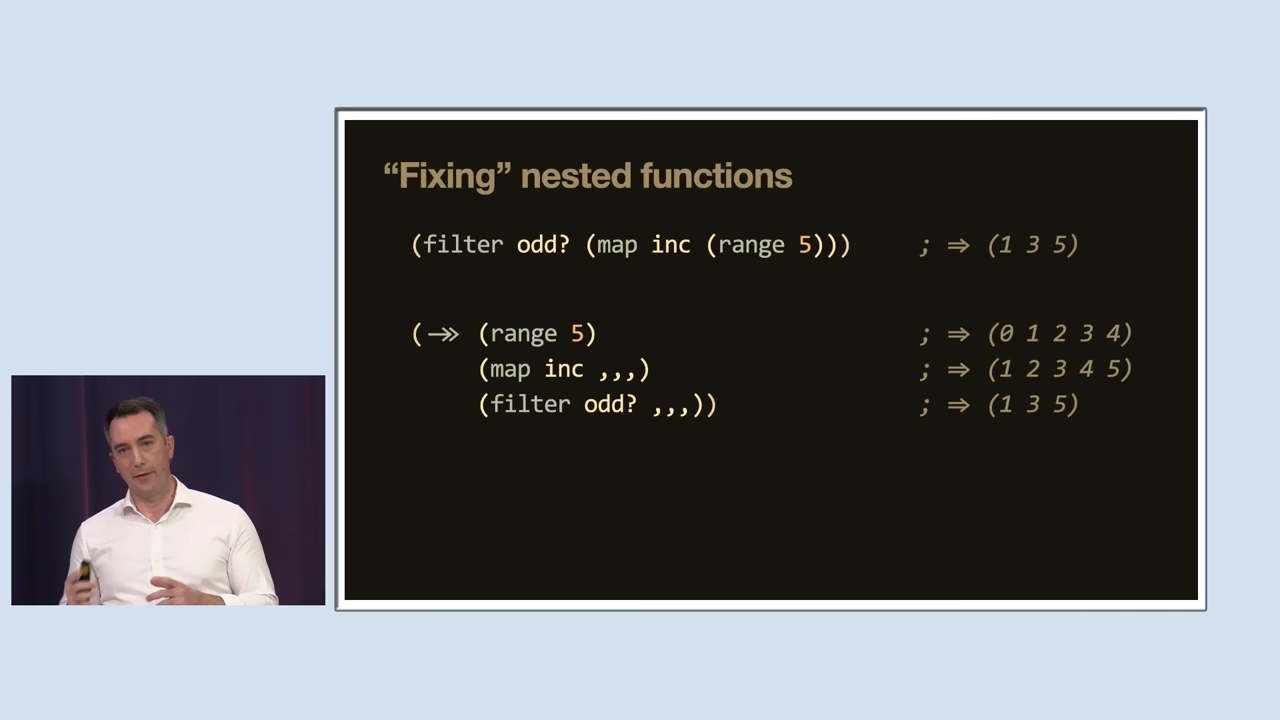 “Fixing” nested functions
(filter odd? (map inc (range 5))) ; => (1 3 5)
(->> (range 5) ; => (0 1 2 3 4)
(map inc ,,,) ; => (1 2 3 4 5)
(filter odd? ,,,)) ; => (1 3 5)